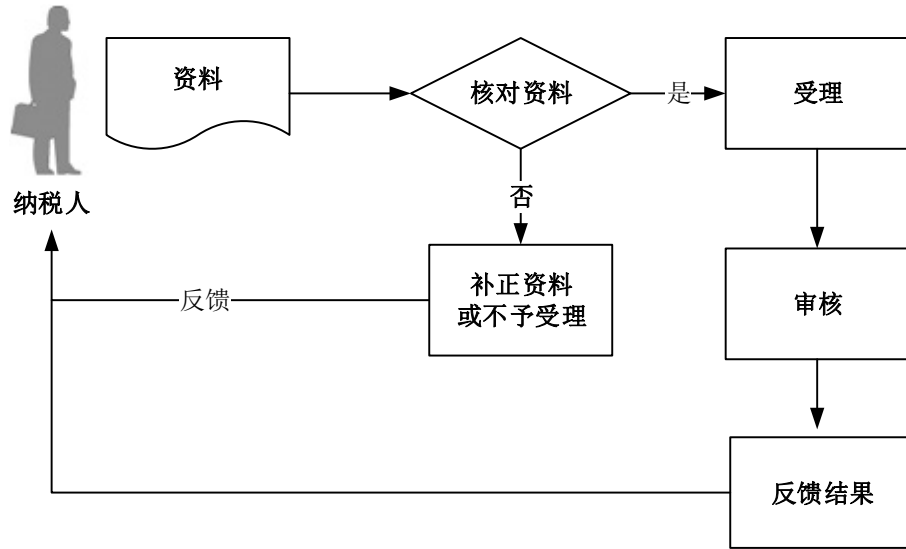 资料
核对资料
是
受理
纳税人
否
补正资料
或不予受理
反馈
审核
反馈结果